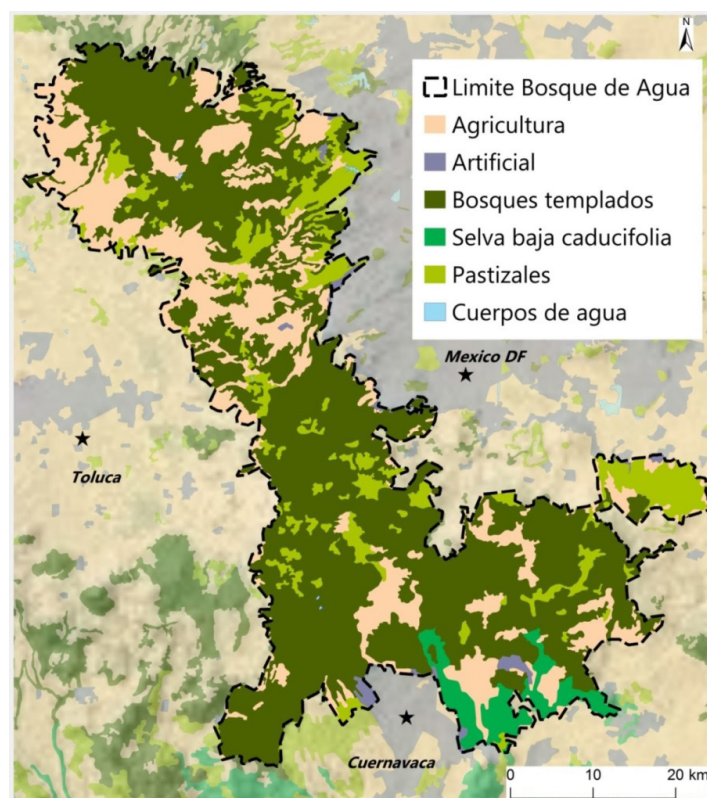 N
Limite Bosque de Agua
Agricultura
Artificial
Bosques templados
Selva baja caducifolia
Pastizales
Cuerpos de agua
Mexico DF
Toluca
Cuernavaca
0 10 20 km